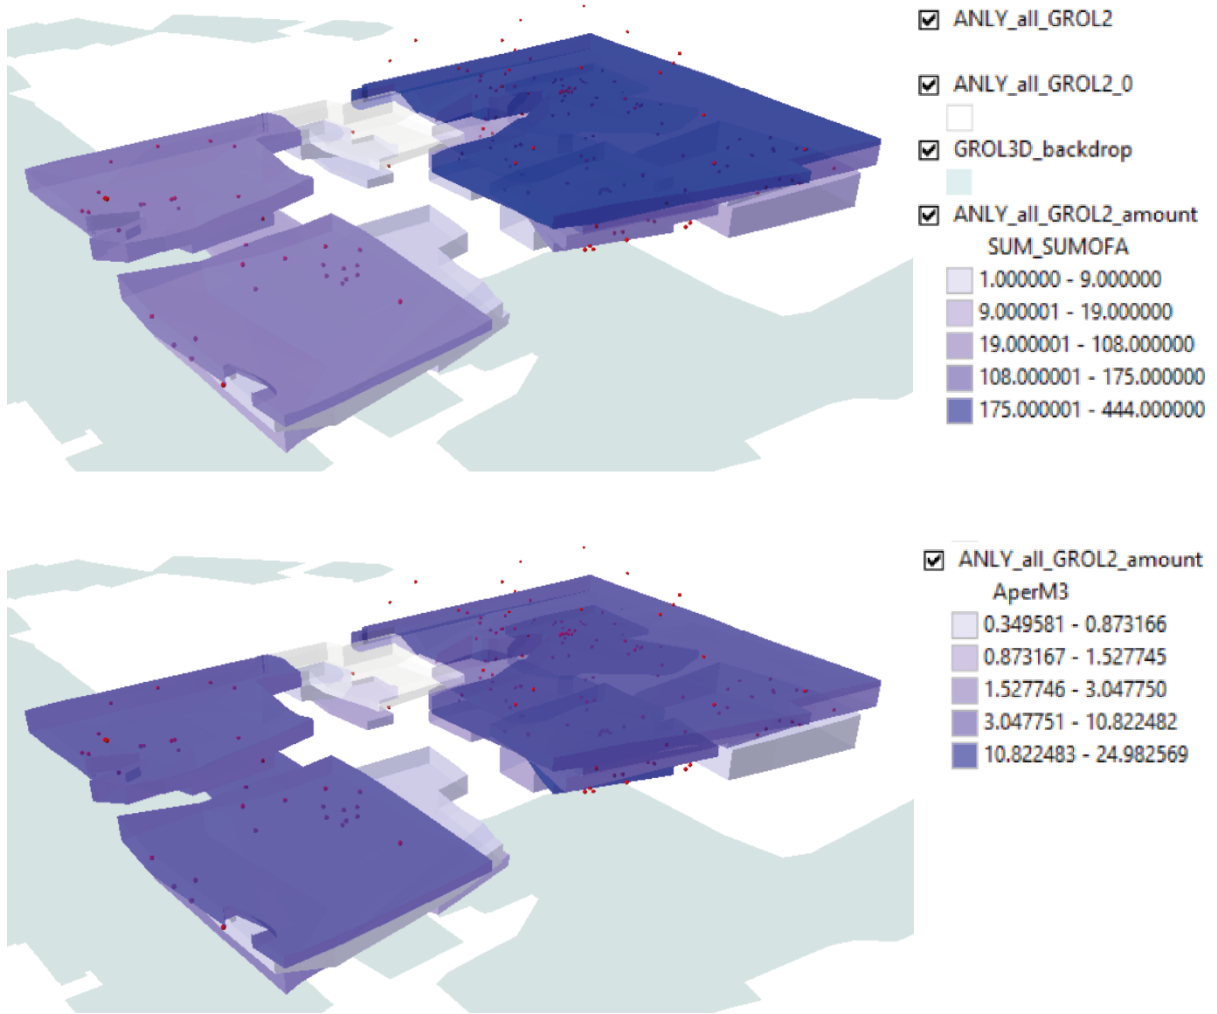 ANLY_all_GROL2
ANLY_all_GROL2_0
GROL3D_backdrop
ANLY_all_GROL2_amount
SUM_SUMOFA
1.000000 - 9.000000
9.000001 - 19.000000
19.000001 - 108.000000
108.000001 - 175.000000
175.000001 - 444.000000
ANLY_all_GROL2_amount
AperM3
0.349581 - 0.873166
0.873167 - 1.527745
1.527746 - 3.047750
3.047751 - 10.822482
10.822483 - 24.982569